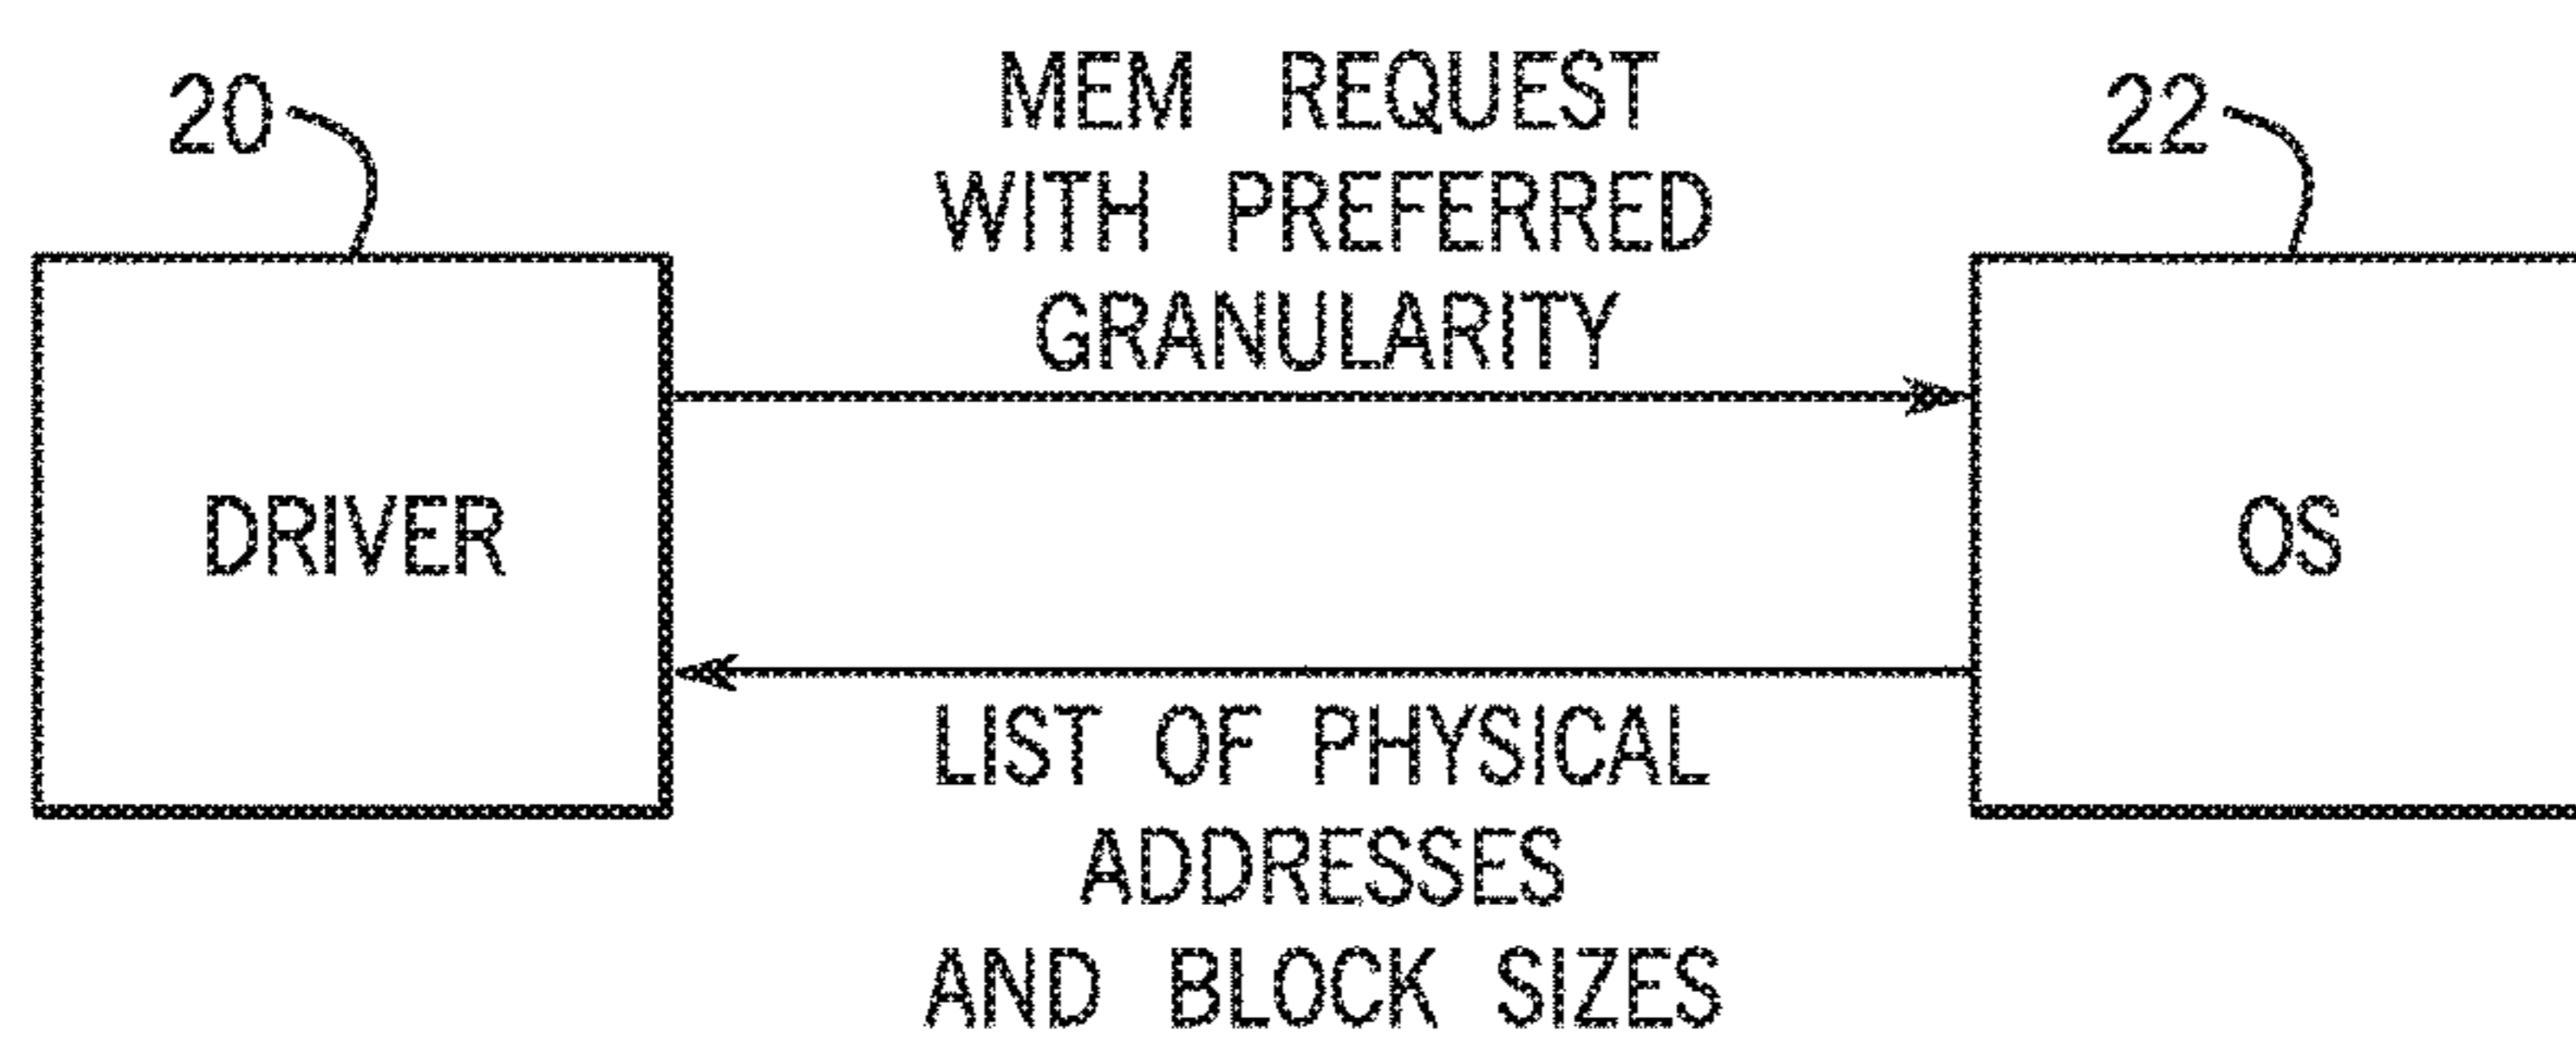 20
MEM REQUEST
WITH PREFERRED
GRANULARITY
22
DRIVER
OS
LIST OF PHYSICAL
ADDRESSES
AND BLOCK SIZES